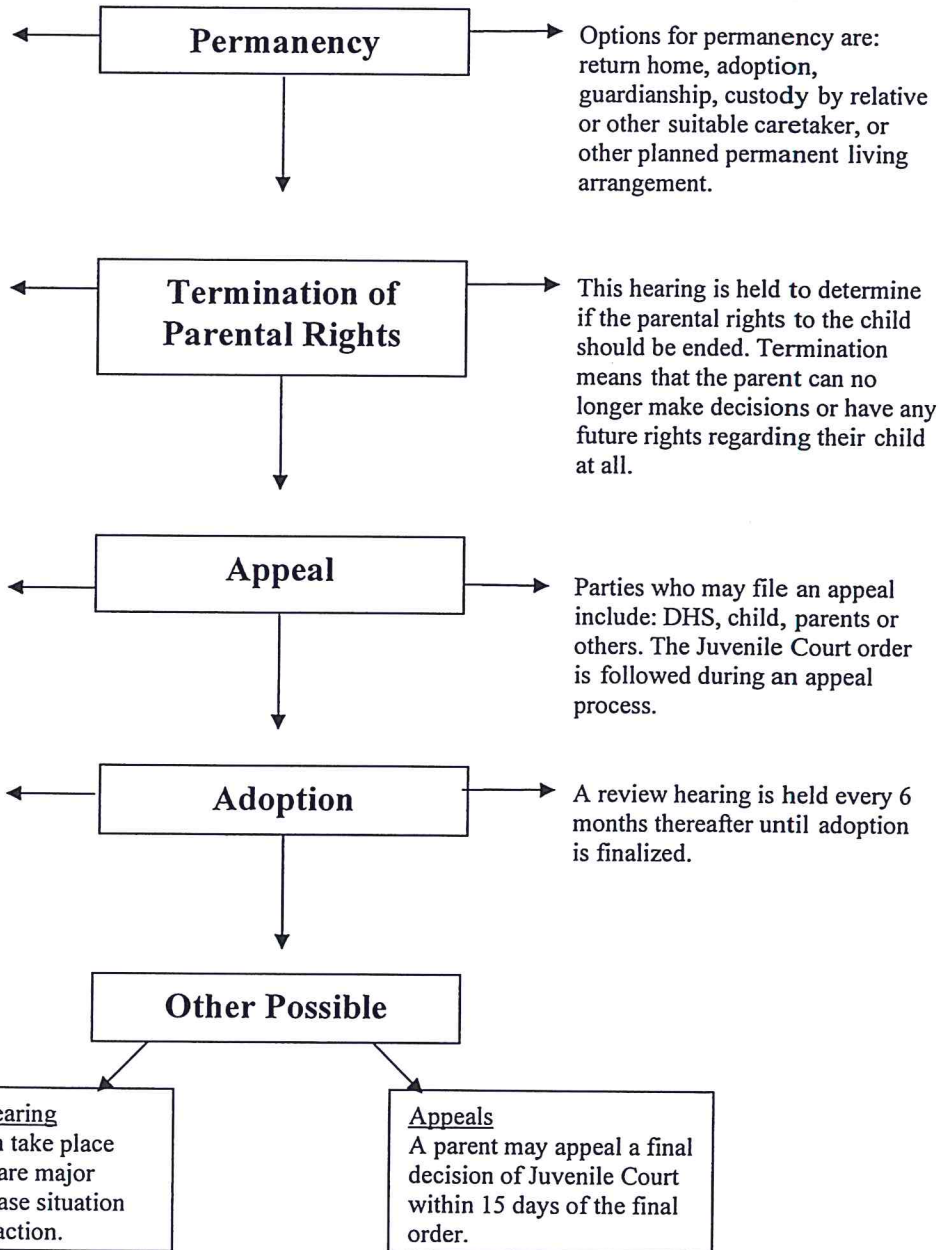 Permanency
Options for permanency are:
return home, adoption,
guardianship, custody by relative
or other suitable caretaker, or
other planned permanent living
arrangement.
Termination of
Parental Rights
This hearing is held to determine
if the parental rights to the child
should be ended. Termination
means that the parent can no
longer make decisions or have any
future rights regarding their child
at all.
Appeal
Parties who may file an appeal
include: DHS, child, parents or
others. The Juvenile Court order
is followed during an appeal
process.
Adoption
A review hearing is held every 6
months thereafter until adoption
is finalized.
Other Possible
earing
take place
are major
ase situation
action.
Appeals
A parent may appeal a final
decision of Juvenile Court
within 15 days of the final
order.